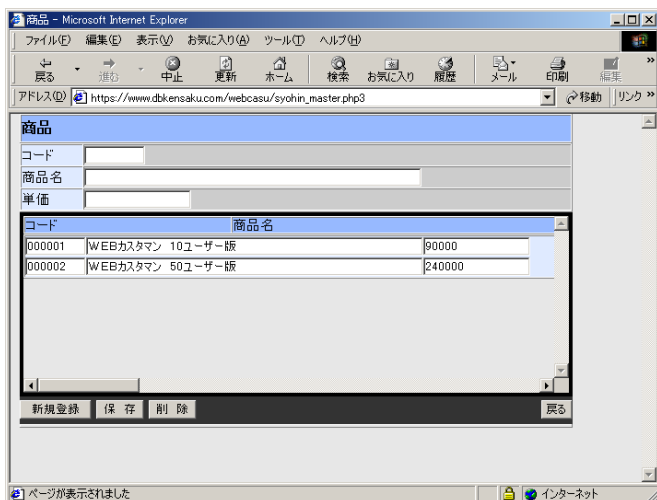 商品 - Microsoft Internet Explorer
ファイル(F) 編集(E) 表示(V) お気に入り(A) ツール(T) ヘルプ(H)
戻る 進む 中止 更新 ホーム 検索 お気に入り 履歴 メール 印刷 編集 »
アドレス(D) https://www.dbkensaku.com/webcasu/syohin_master.php3 移動 リンク »
商品
コード
商品名
単価
コード 商品名
000001 WEBカスタマン 10ユーザー版 90000
000002 WEBカスタマン 50ユーザー版 240000
新規登録 保 存 削 除 戻る
ページが表示されました インターネット